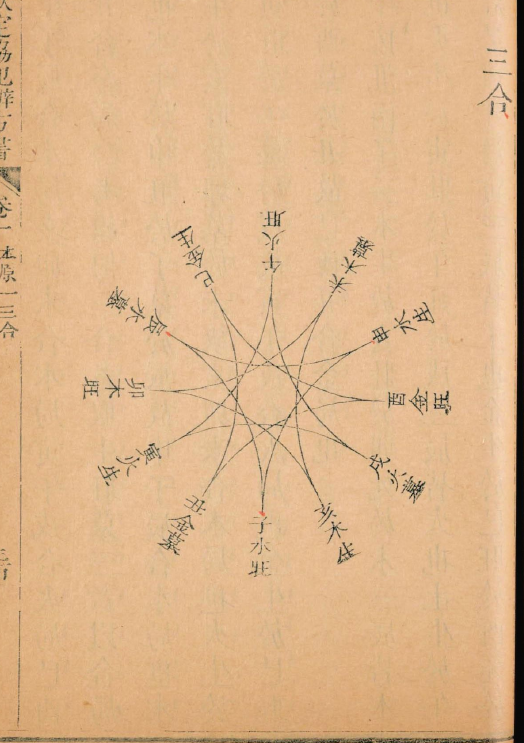 三合
午火旺
未木墓
申水生
酉金旺
戌火墓
亥木生
子水旺
丑金墓
寅火生
卯木旺
辰水墓
巳金生
欽定協紀辨方書
卷一 本原一 三合